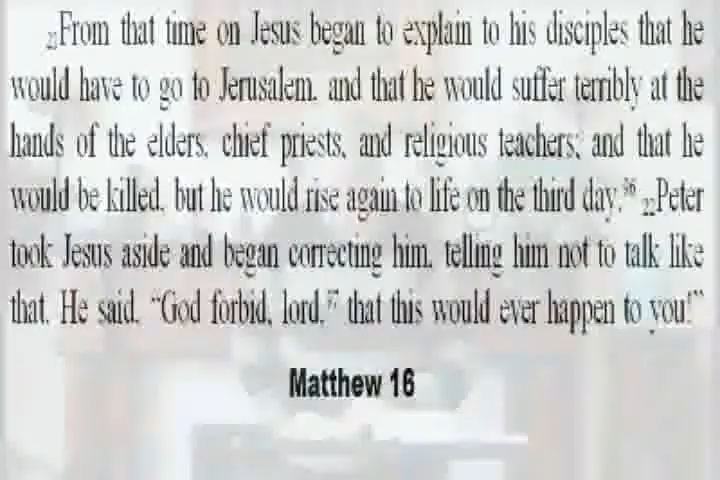 21From that time on Jesus began to explain to his disciples that he
would have to go to Jerusalem, and that he would suffer terribly at the
hands of the elders, chief priests, and religious teachers; and that he
would be killed, but he would rise again to life on the third day.36 22Peter
took Jesus aside and began correcting him, telling him not to talk like
that. He said, “God forbid, lord,37 that this would ever happen to you!”
Matthew 16